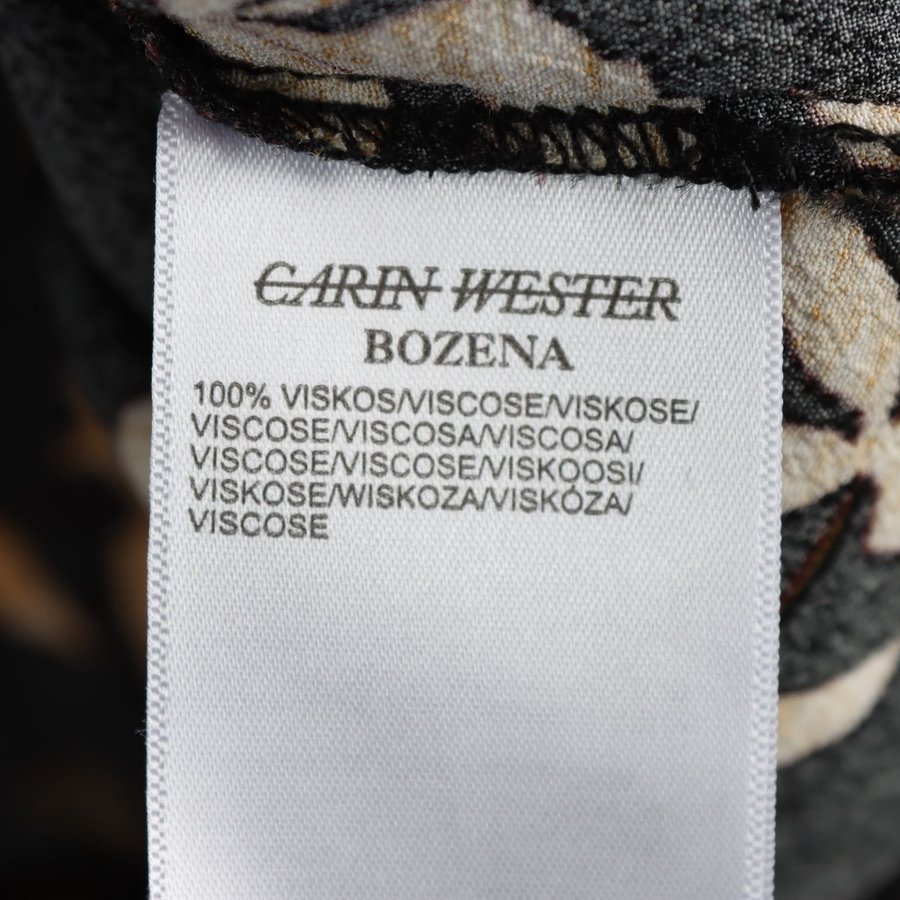 CARIN WESTER
BOZENA
100% VISKOS/VISCOSE/VISKOSE/
VISCOSE/VISCOSA/VISCOSA/
VISCOSE/VISCOSE/VISKOOSI/
VISKOSE/WISKOZA/VISKÓZA/
VISCOSE